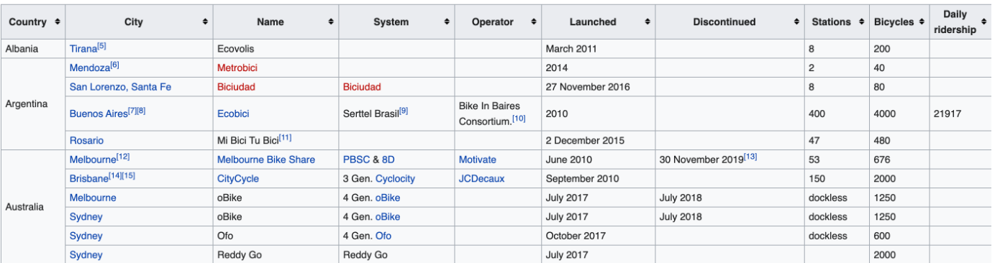 Country City Name System Operator Launched Discontinued Stations Bicycles Daily ridership
Albania Tirana[5] Ecovolis March 2011 8 200
Argentina Mendoza[6] Metrobici 2014 2 40
San Lorenzo, Santa Fe Biciudad Biciudad 27 November 2016 8 80
Buenos Aires[7][8] Ecobici Serttel Brasil[9] Bike In Baires Consortium.[10] 2010 400 4000 21917
Rosario Mi Bici Tu Bici[11] 2 December 2015 47 480
Australia Melbourne[12] Melbourne Bike Share PBSC & 8D Motivate June 2010 30 November 2019[13] 53 676
Brisbane[14][15] CityCycle 3 Gen. Cyclocity JCDecaux September 2010 150 2000
Melbourne oBike 4 Gen. oBike July 2017 July 2018 dockless 1250
Sydney oBike 4 Gen. oBike July 2017 July 2018 dockless 1250
Sydney Ofo 4 Gen. Ofo October 2017 dockless 600
Sydney Reddy Go Reddy Go July 2017 2000